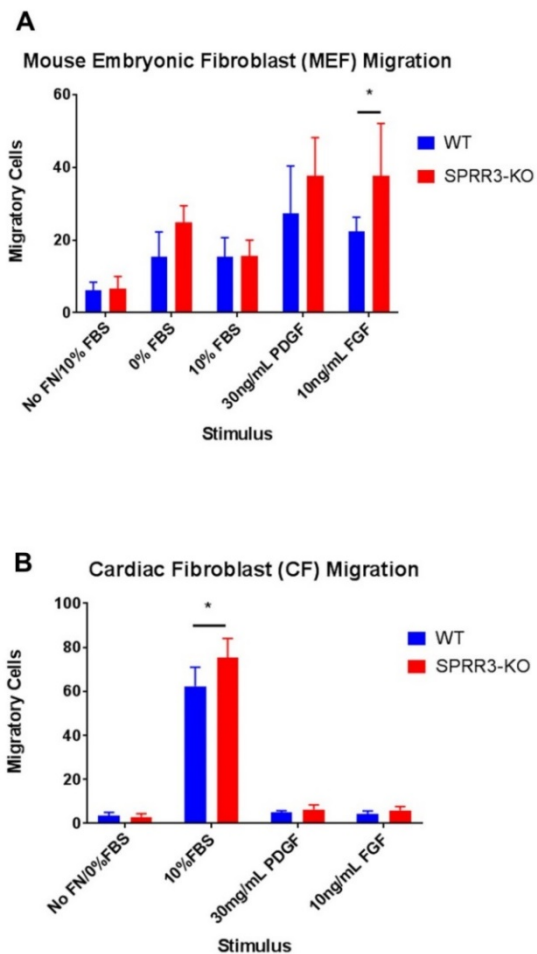 A
Mouse Embryonic Fibroblast (MEF) Migration
60
40
20
0
Migratory Cells
*
WT
SPRR3-KO
No FN/10% FBS
0% FBS
10% FBS
30ng/mL PDGF
10ng/mL FGF
Stimulus
B
Cardiac Fibroblast (CF) Migration
100
80
60
40
20
0
Migratory Cells
*
WT
SPRR3-KO
No FN/0%FBS
10%FBS
30mg/mL PDGF
10ng/mL FGF
Stimulus